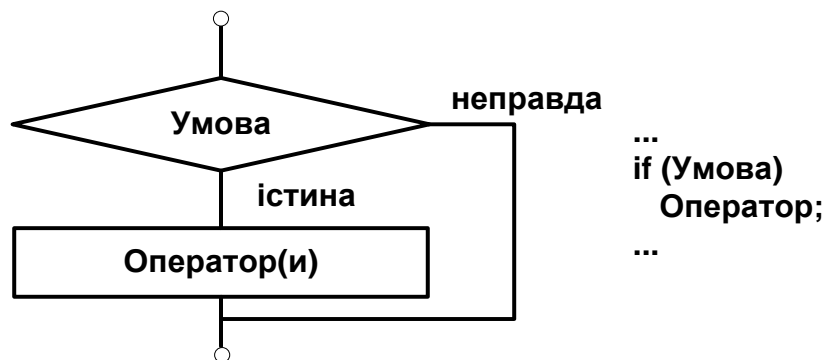 Умова
неправда
істина
Оператор(и)
...
if (Умова)
Оператор;
...